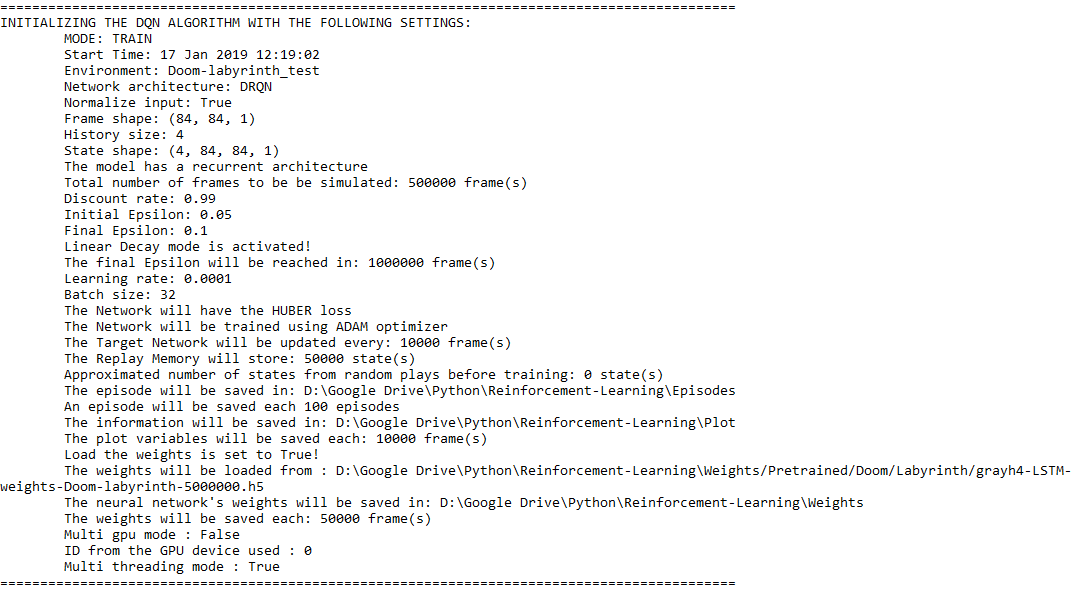 ============================================================================================
INITIALIZING THE DQN ALGORITHM WITH THE FOLLOWING SETTINGS:
MODE: TRAIN
Start Time: 17 Jan 2019 12:19:02
Environment: Doom-labyrinth_test
Network architecture: DRQN
Normalize input: True
Frame shape: (84, 84, 1)
History size: 4
State shape: (4, 84, 84, 1)
The model has a recurrent architecture
Total number of frames to be be simulated: 500000 frame(s)
Discount rate: 0.99
Initial Epsilon: 0.05
Final Epsilon: 0.1
Linear Decay mode is activated!
The final Epsilon will be reached in: 1000000 frame(s)
Learning rate: 0.0001
Batch size: 32
The Network will have the HUBER loss
The Network will be trained using ADAM optimizer
The Target Network will be updated every: 10000 frame(s)
The Replay Memory will store: 50000 state(s)
Approximated number of states from random plays before training: 0 state(s)
The episode will be saved in: D:\Google Drive\Python\Reinforcement-Learning\Episodes
An episode will be saved each 100 episodes
The information will be saved in: D:\Google Drive\Python\Reinforcement-Learning\Plot
The plot variables will be saved each: 10000 frame(s)
Load the weights is set to True!
The weights will be loaded from : D:\Google Drive\Python\Reinforcement-Learning\Weights/Pretrained/Doom/Labyrinth/grayh4-LSTM-
weights-Doom-labyrinth-5000000.h5
The neural network's weights will be saved in: D:\Google Drive\Python\Reinforcement-Learning\Weights
The weights will be saved each: 50000 frame(s)
Multi gpu mode : False
ID from the GPU device used : 0
Multi threading mode : True
============================================================================================